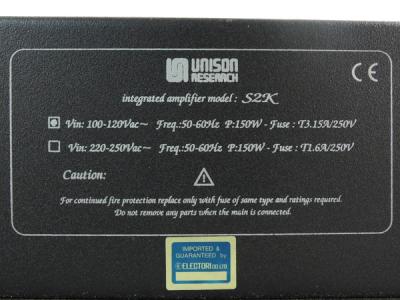 UNISON
RESEARCH
CE
integrated amplifier model : S2K
Vin: 100-120Vac~ Freq.:50-60Hz P:150W - Fuse : T3.15A/250V
Vin: 220-250Vac~ Freq.:50-60Hz P:150W - Fuse : T1.6A/250V
Caution:
For continued fire protection replace only with fuse of same type and ratings required.
Do not remove any parts when the main is connected.
IMPORTED &
GUARANTEED by
ELECTORI CO.LTD.